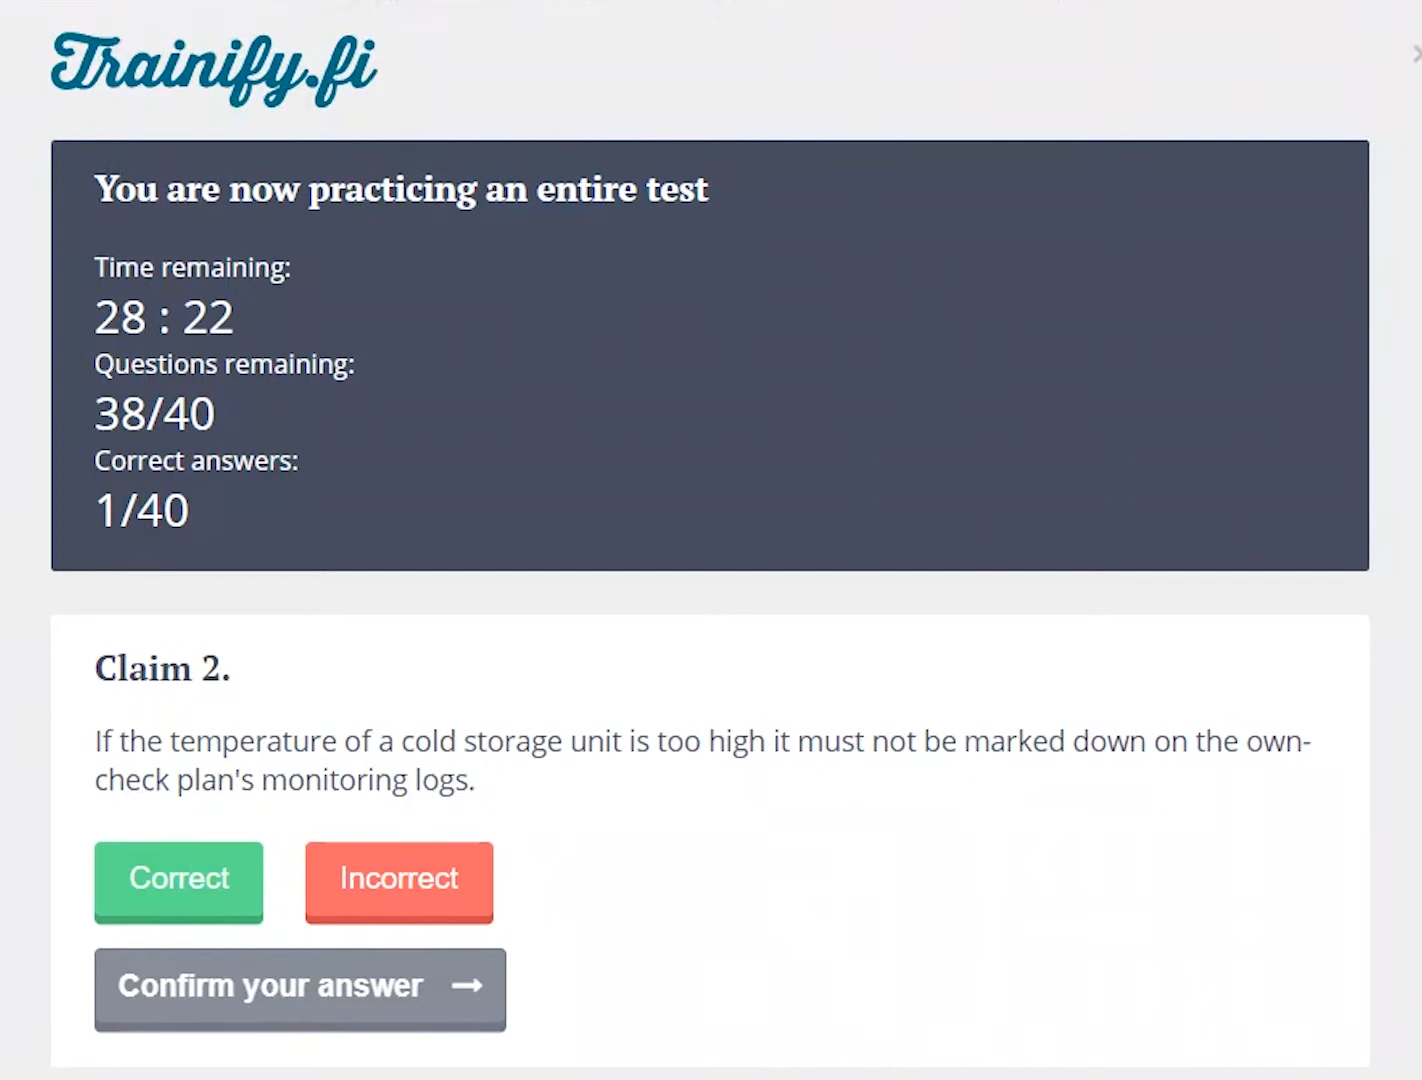 Trainify.fi
You are now practicing an entire test
Time remaining:
28 : 22
Questions remaining:
38/40
Correct answers:
1/40
Claim 2.
If the temperature of a cold storage unit is too high it must not be marked down on the own-
check plan's monitoring logs.
Correct
Incorrect
Confirm your answer →